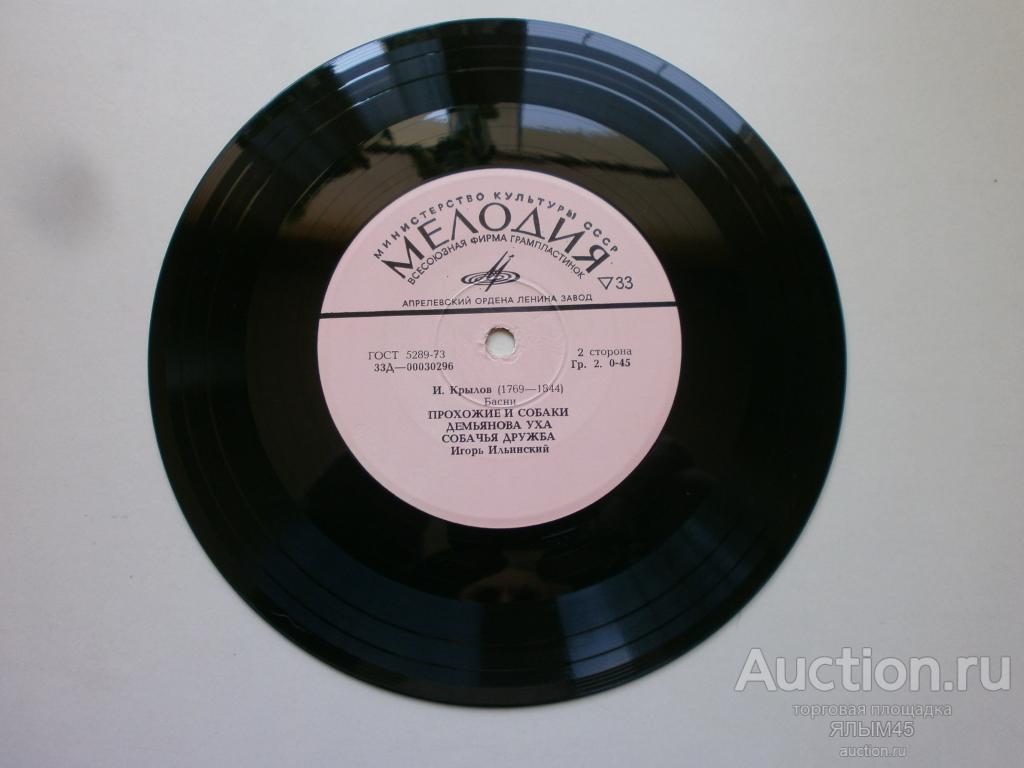 МИНИСТЕРСТВО КУЛЬТУРЫ СССР
МЕЛОДИЯ
ВСЕСОЮЗНАЯ ФИРМА ГРАМПЛАСТИНОК
▽33
АПРЕЛЕВСКИЙ ОРДЕНА ЛЕНИНА ЗАВОД
ГОСТ 5289-73
2 сторона
33Д—00030296
Гр. 2. 0-45
И. Крылов (1769—1844)
Басни
ПРОХОЖИЕ И СОБАКИ
ДЕМЬЯНОВА УХА
СОБАЧЬЯ ДРУЖБА
Игорь Ильинский
Auction.ru
торговая площадка
ЯЛЫМ45
auction.ru